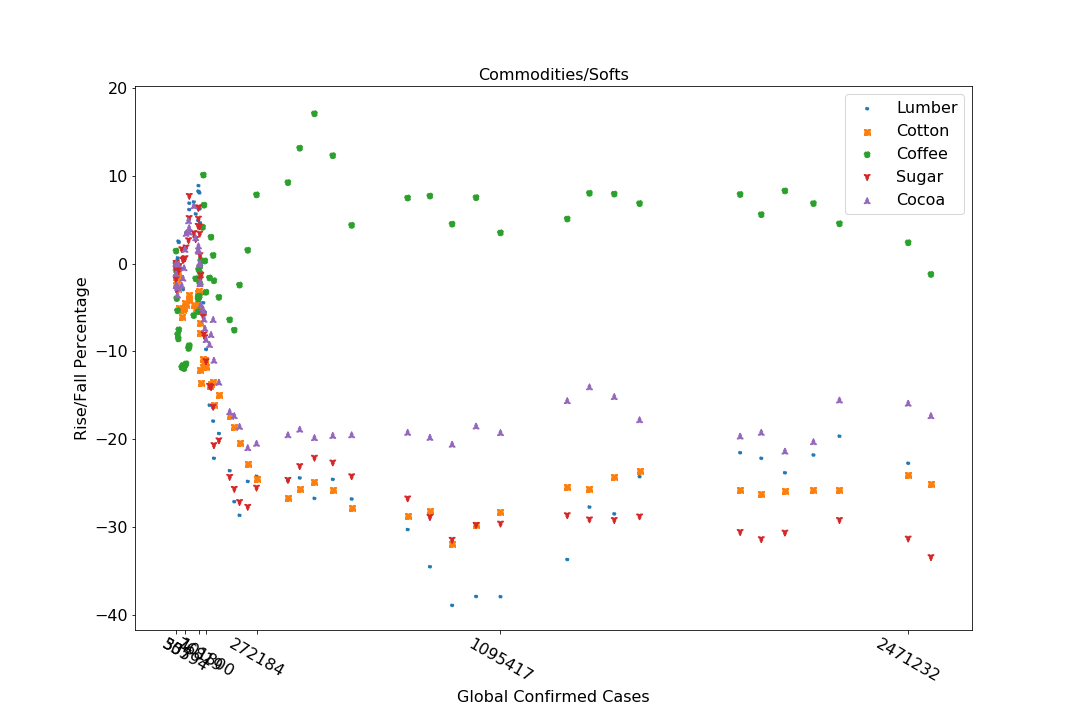 Commodities/Softs
20
10
0
−10
−20
−30
−40
Rise/Fall Percentage
Lumber
Cotton
Coffee
Sugar
Cocoa
272184
1095417
2471232
Global Confirmed Cases